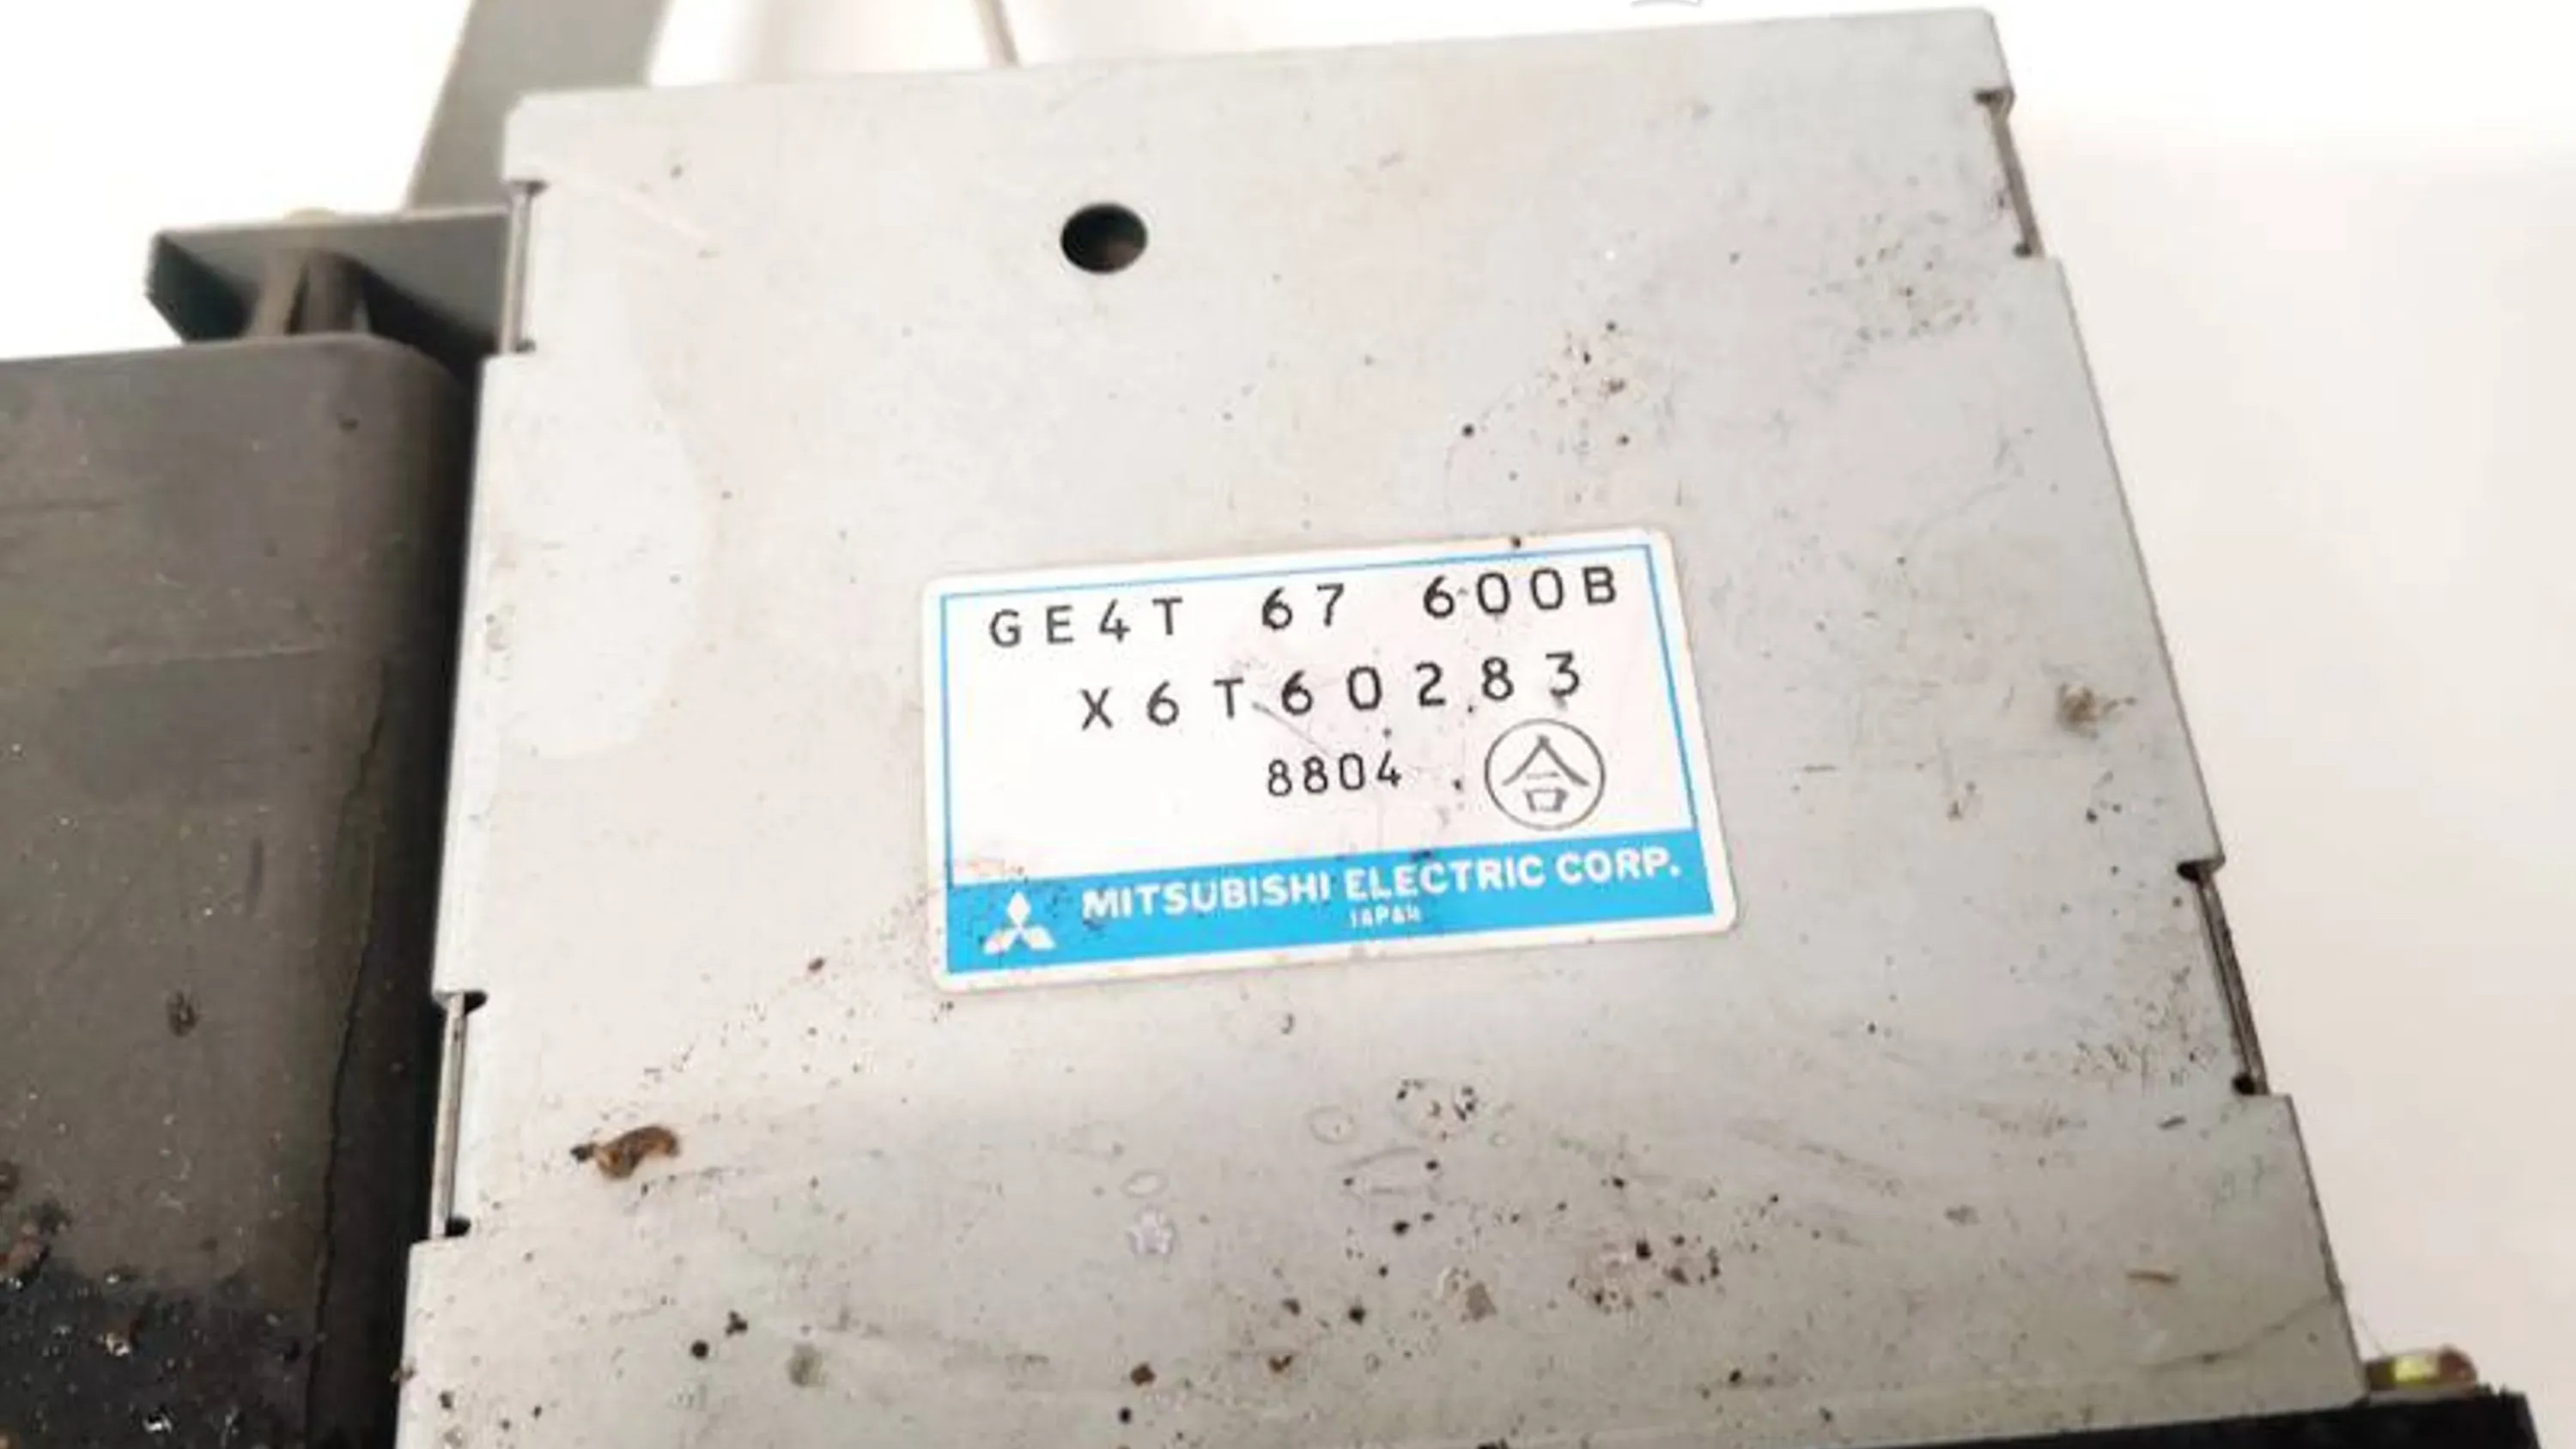 GE4T 67 600B
X6T60283
8804 合
MITSUBISHI ELECTRIC CORP.
JAPAN